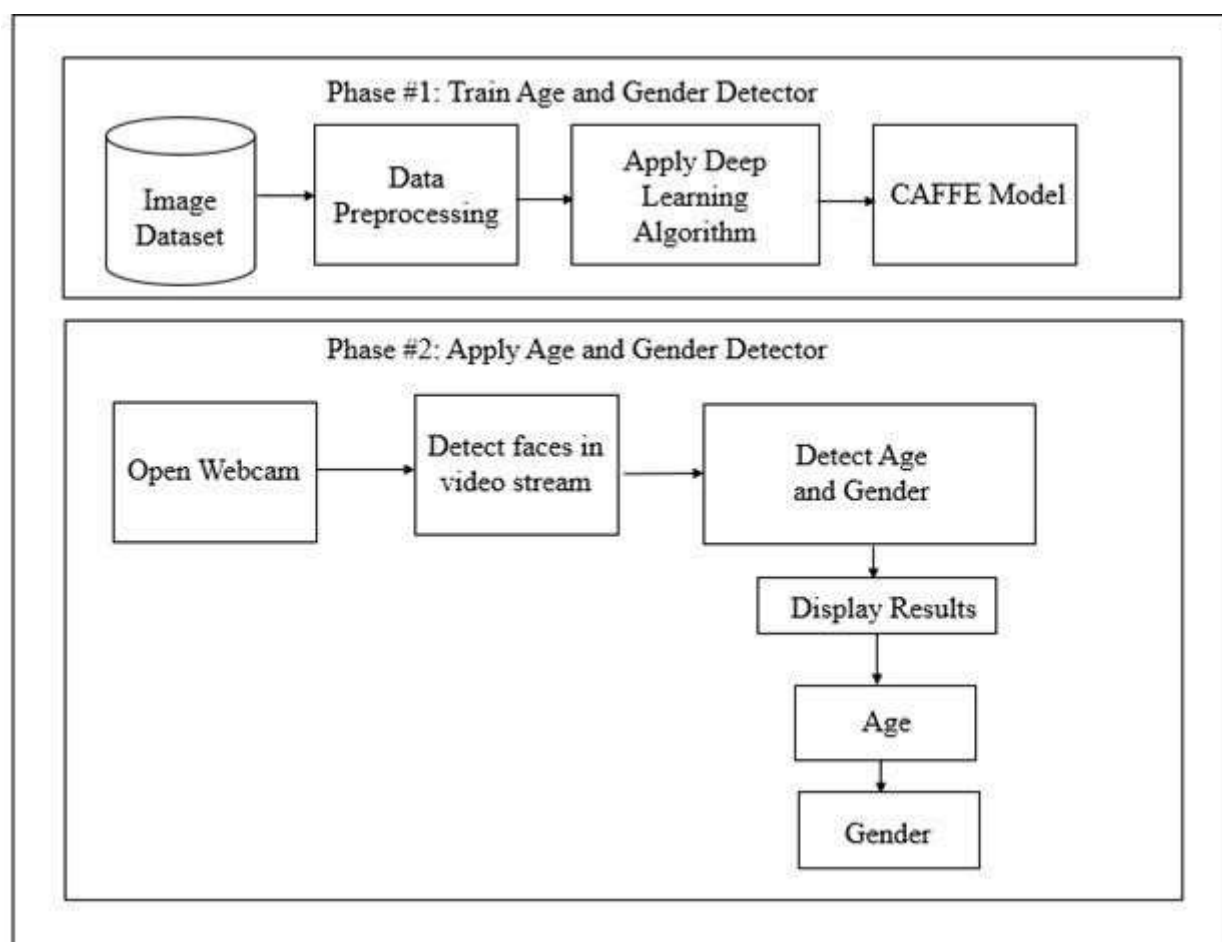 Phase #1: Train Age and Gender Detector
Image
Dataset
Data
Preprocessing
Apply Deep
Learning
Algorithm
CAFFE Model
Phase #2: Apply Age and Gender Detector
Open Webcam
Detect faces in
video stream
Detect Age
and Gender
Display Results
Age
Gender